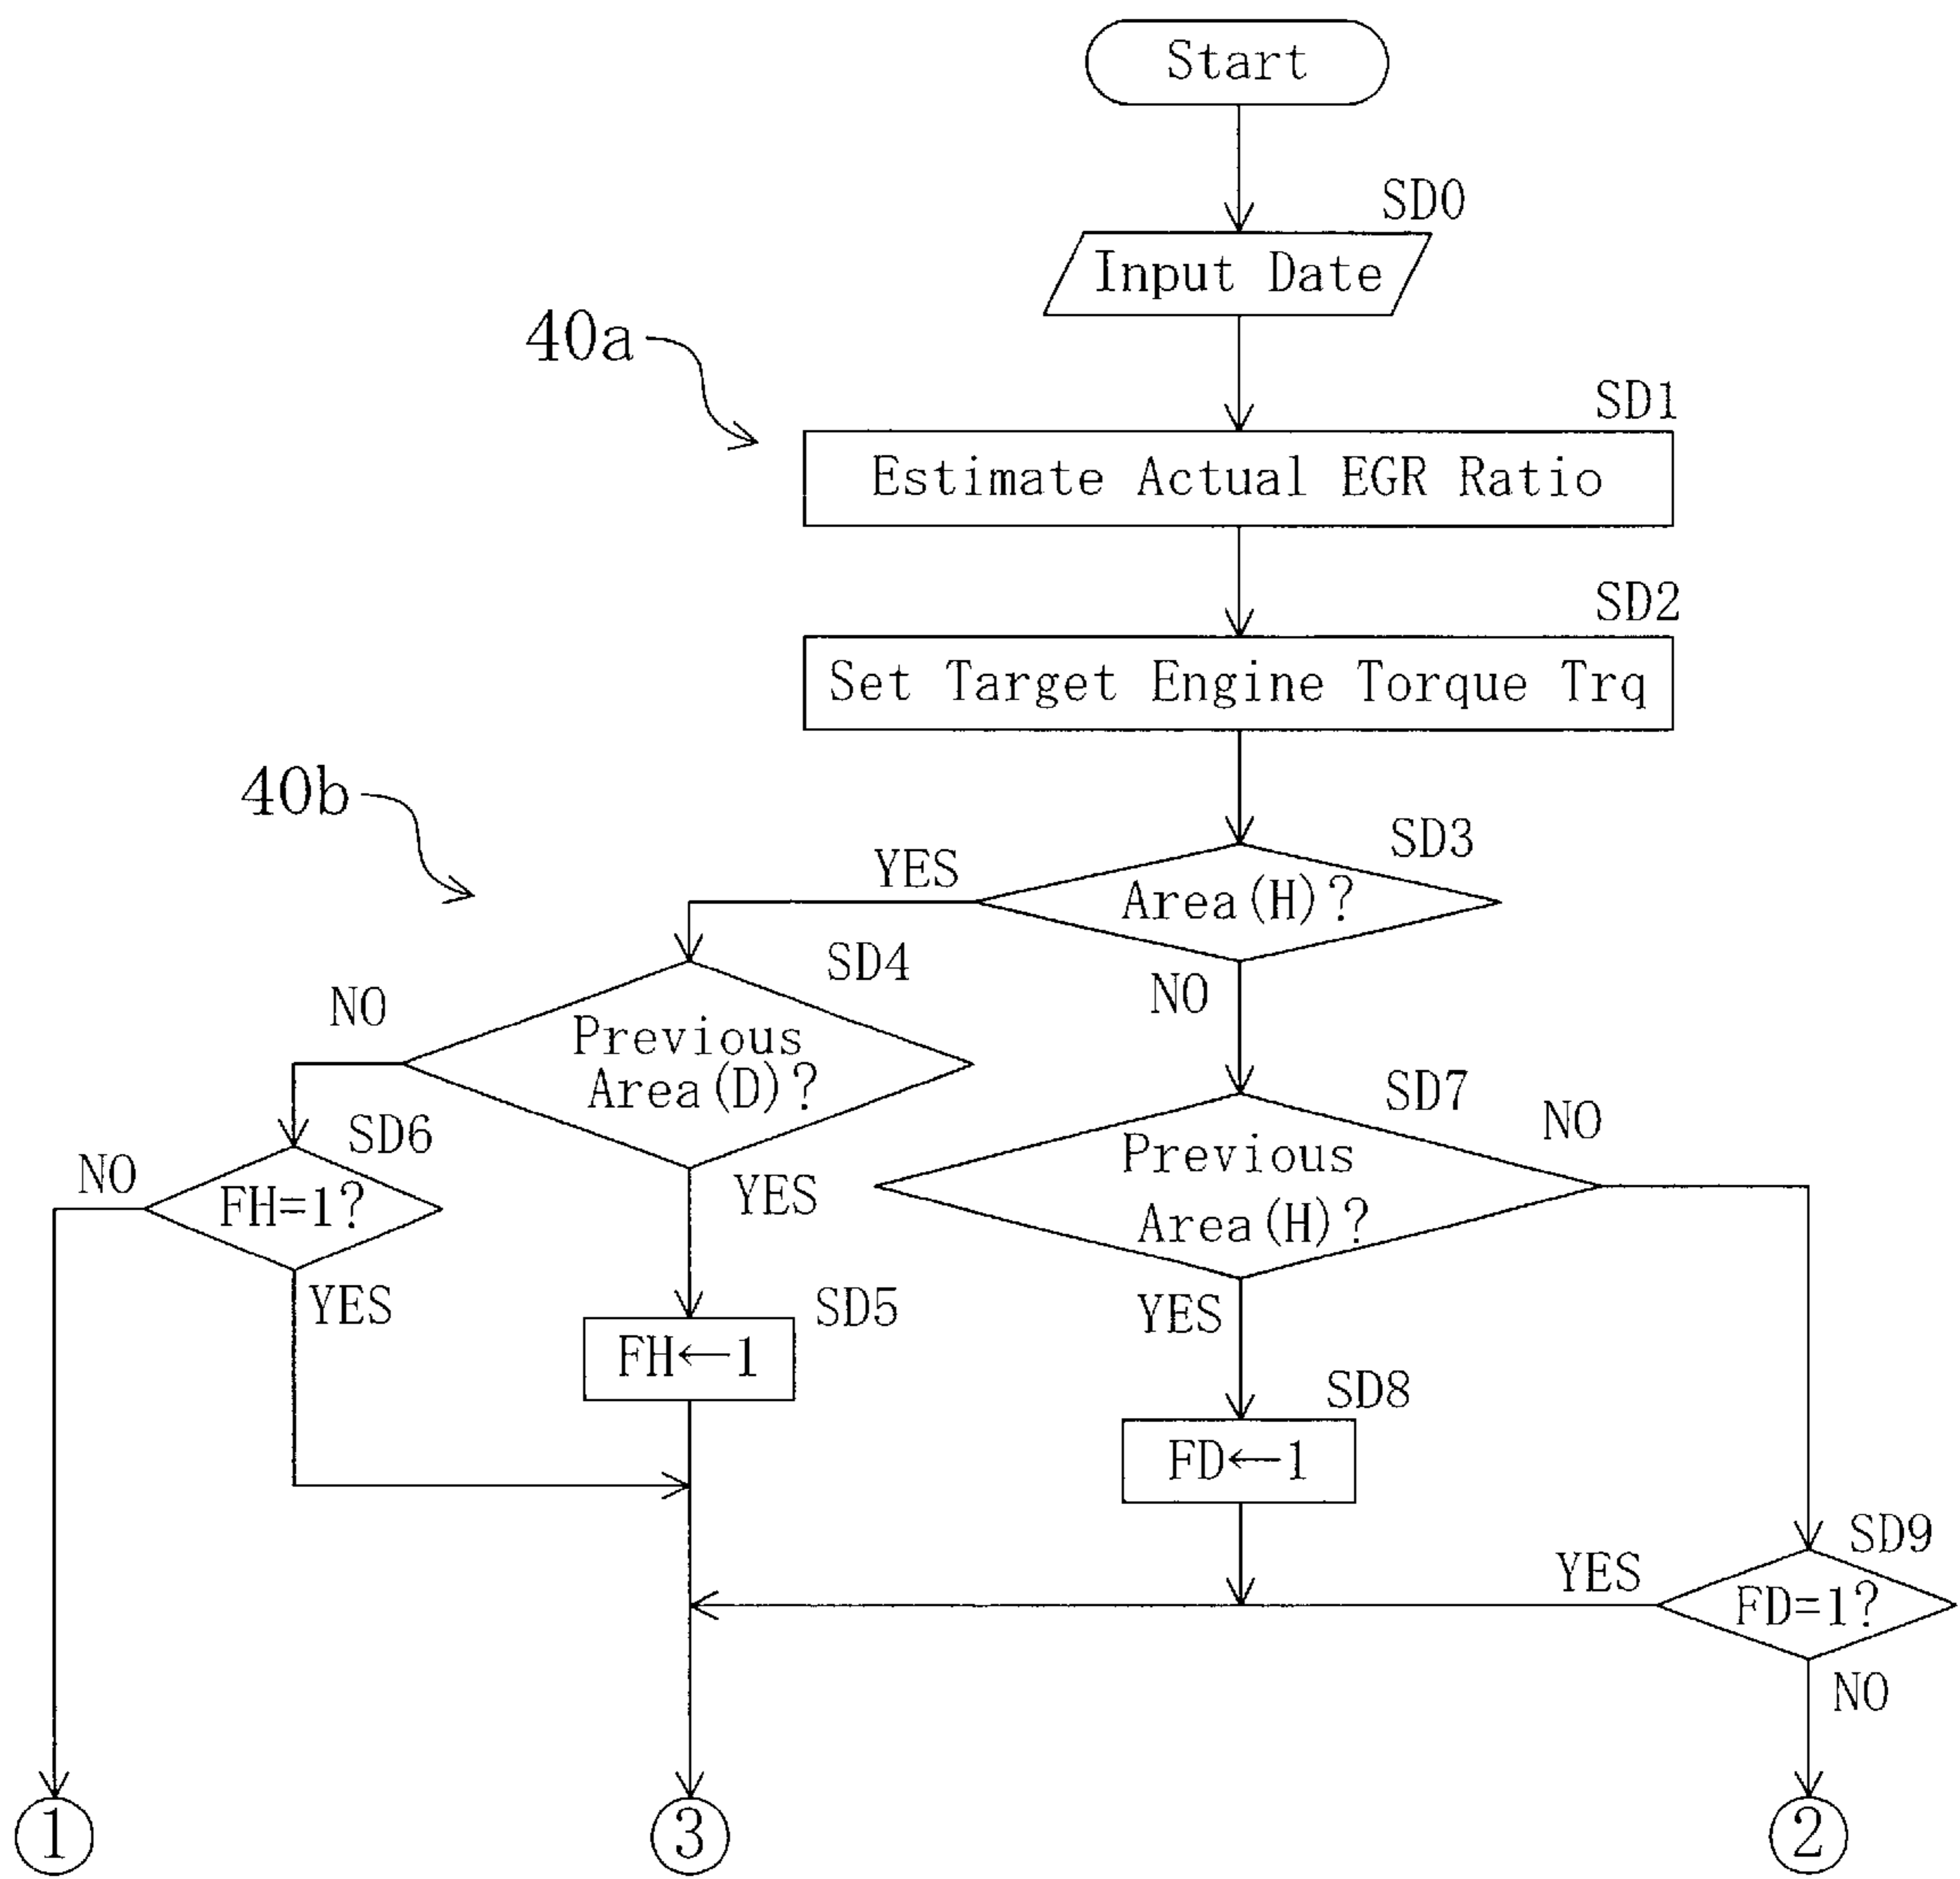 Start
SD0
Input Date
40a
SD1
Estimate Actual EGR Ratio
SD2
Set Target Engine Torque Trq
40b
SD3
YES
Area(H)?
SD4
NO
NO
Previous
Area(D)?
SD7
NO
SD6
NO
Previous
FH=1?
YES
Area(H)?
YES
SD5
YES
FH←1
SD8
FD←1
SD9
YES
FD=1?
NO
1
3
2